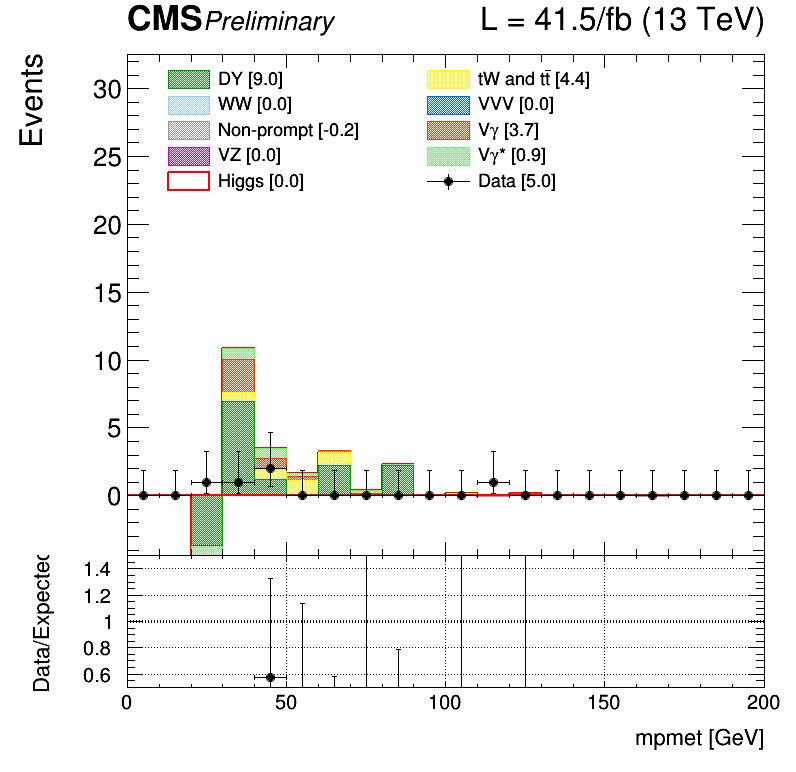 CMS Preliminary L = 41.5/fb (13 TeV)
Events
DY [9.0] tW and tt̄ [4.4]
WW [0.0] VVV [0.0]
Non-prompt [-0.2] Vγ [3.7]
VZ [0.0] Vγ* [0.9]
Higgs [0.0] Data [5.0]
30
25
20
15
10
5
0
Data/Expected
1.4
1.2
1
0.8
0.6
0 50 100 150 200
mpmet [GeV]